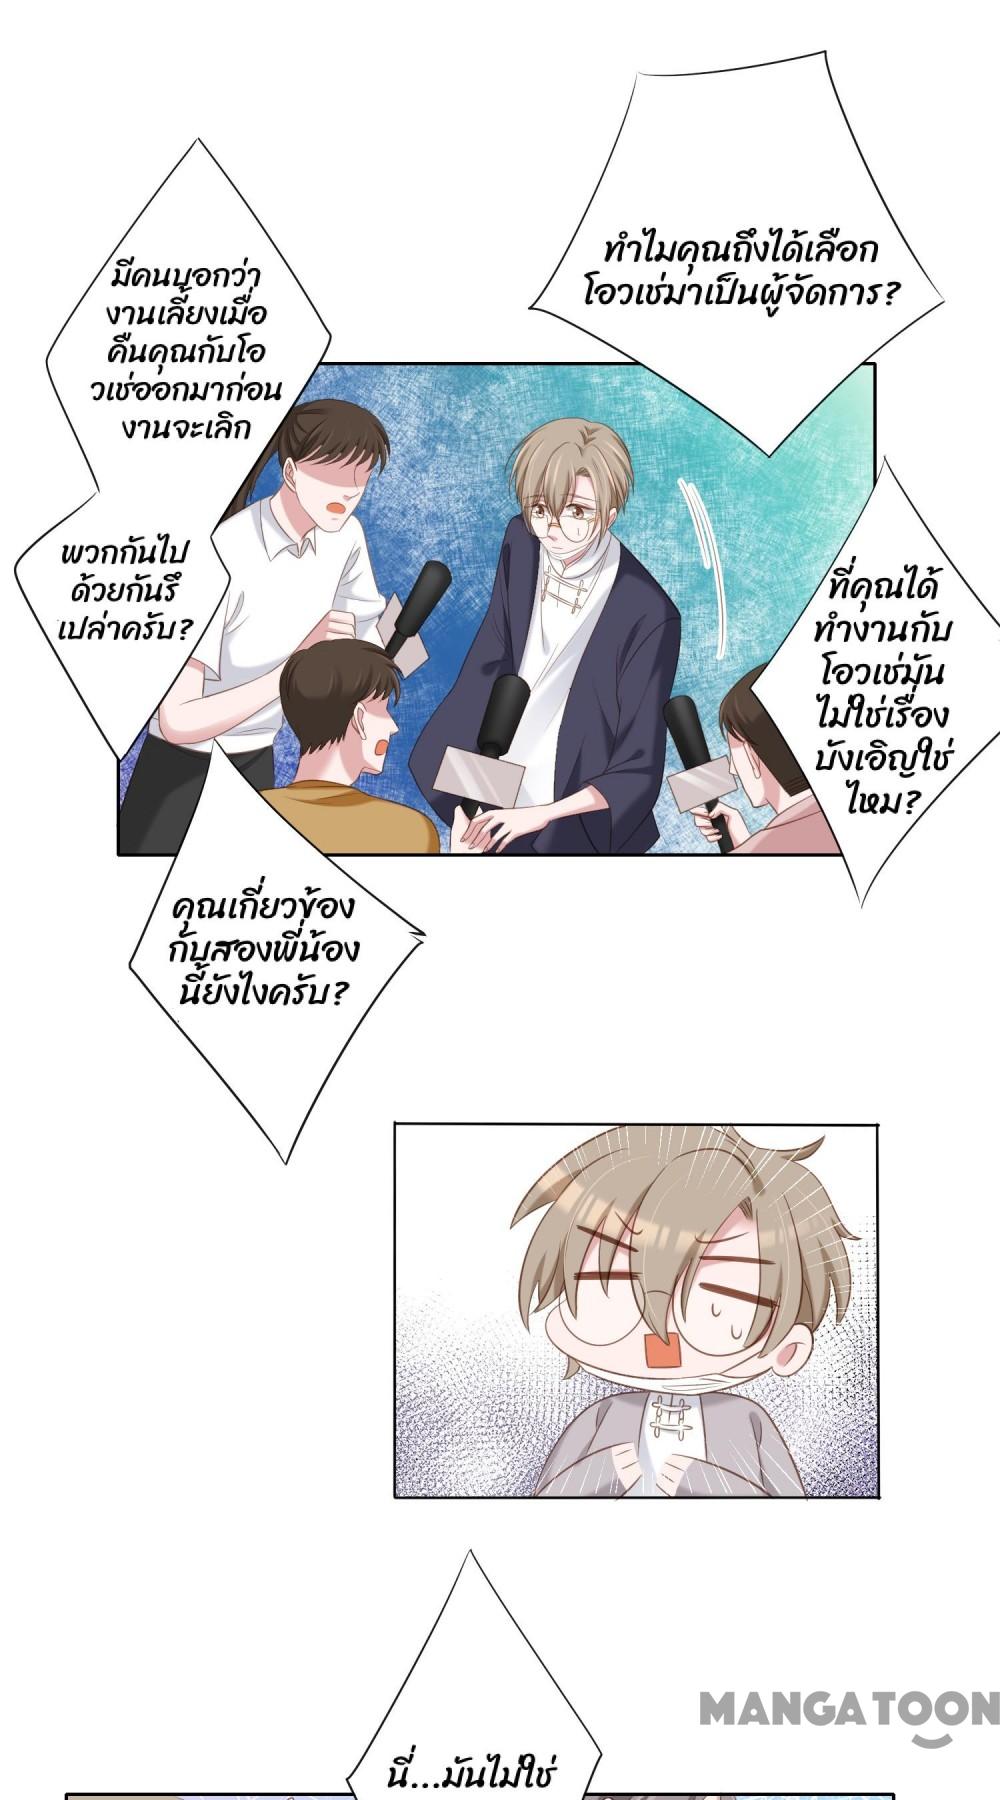 ทำไมคุณถึงได้เลือก
โอวเช่มาเป็นผู้จัดการ?
มีคนบอกว่า
งานเลี้ยงเมื่อ
คืนคุณกับโอ
วเช่ออกมาก่อน
งานจะเลิก
พวกกันไป
ด้วยกันรึ
เปล่าครับ?
ที่คุณได้
ทำงานกับ
โอวเช่มัน
ไม่ใช่เรื่อง
บังเอิญใช่
ไหม?
คุณเกี่ยวข้อง
กับสองพี่น้อง
นี้ยังไงครับ?
MANGATOON
นี่...มันไม่ใช่